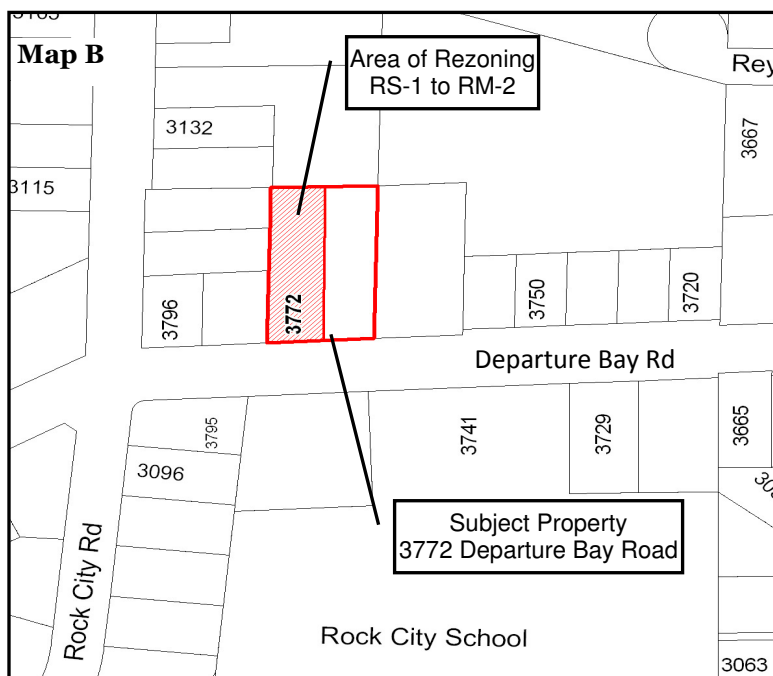 Map B
Area of Rezoning
RS-1 to RM-2
Rey
3132
3667
3115
3796
3772
3750
3720
Departure Bay Rd
3795
3741
3729
3665
3096
Subject Property
3772 Departure Bay Road
Rock City Rd
Rock City School
3063